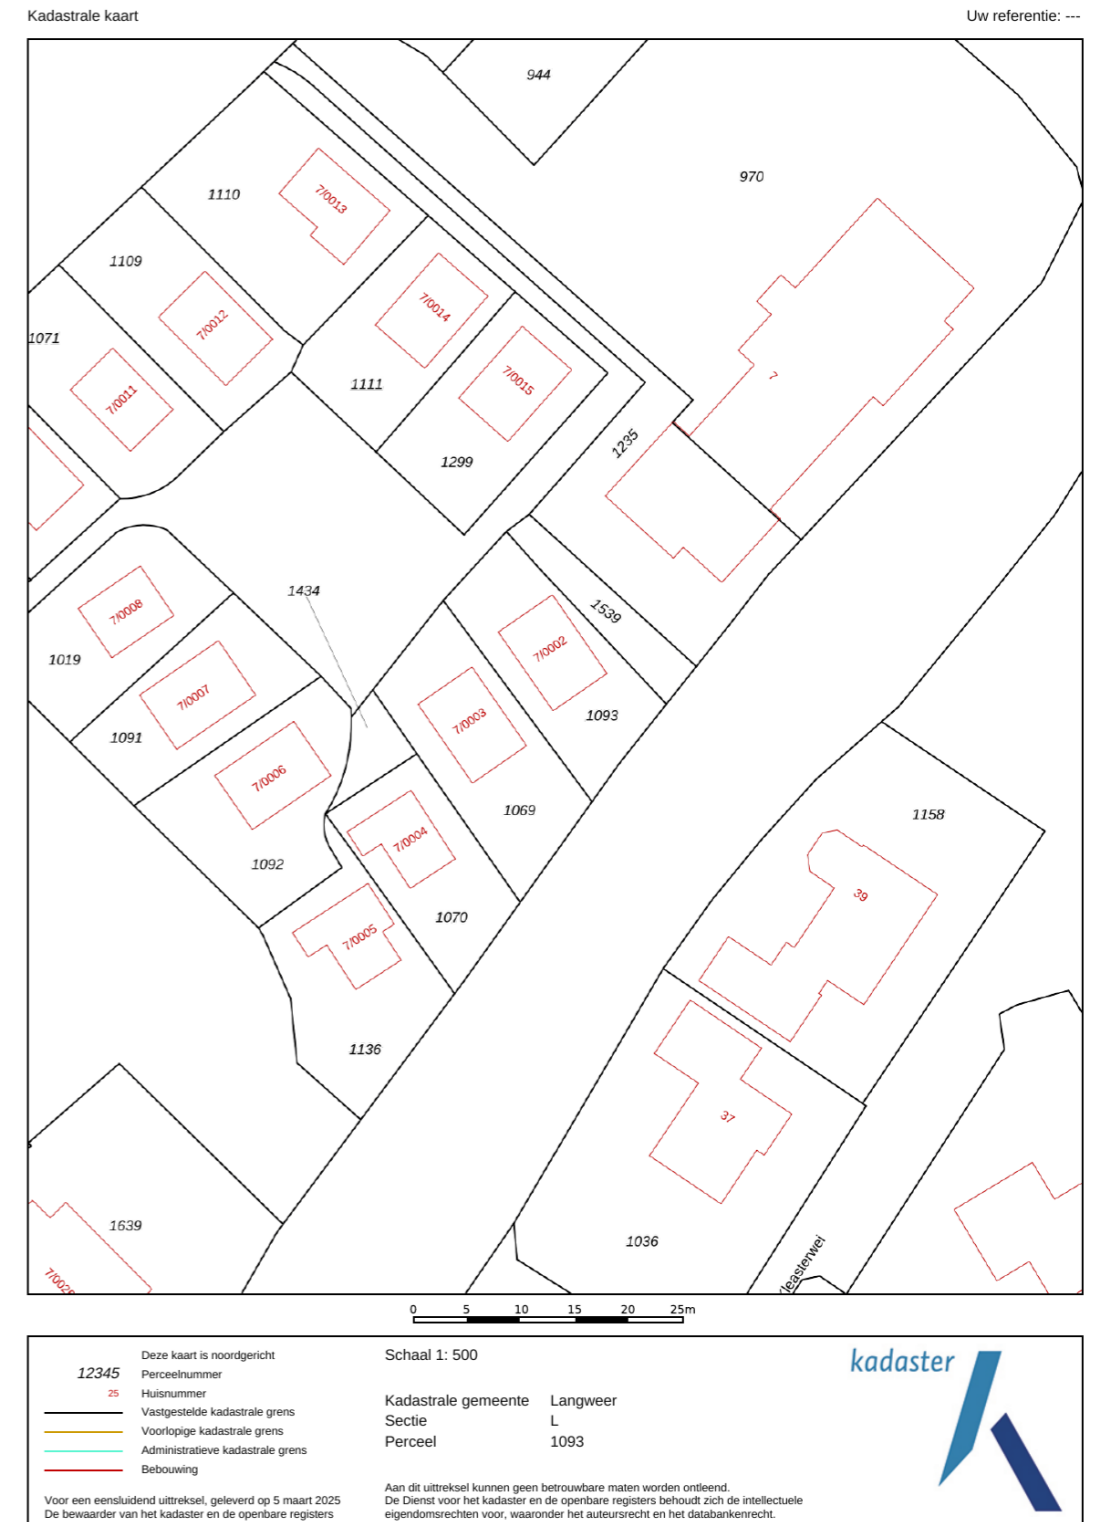 Kadastrale kaart
Uw referentie: ---
944
970
1110
7/0013
1109
7/0012
7/0014
1071
7/0011
1111
7/0015
7
1235
1299
1434
7/0008
1539
1019
7/0002
7/0007
1091
7/0003
1093
7/0006
1069
1158
7/0004
1092
39
1070
7/0005
1136
37
1639
1036
0 5 10 15 20 25m
Deze kaart is noordgericht
12345 Perceelnummer
25 Huisnummer
Vastgestelde kadastrale grens
Voorlopige kadastrale grens
Administratieve kadastrale grens
Bebouwing
Voor een eensluidend uittreksel, geleverd op 5 maart 2025
De bewaarder van het kadaster en de openbare registers
Schaal 1: 500
Kadastrale gemeente Langweer
Sectie L
Perceel 1093
Aan dit uittreksel kunnen geen betrouwbare maten worden ontleend.
De Dienst voor het kadaster en de openbare registers behoudt zich de intellectuele
eigendomsrechten voor, waaronder het auteursrecht en het databankenrecht.
kadaster